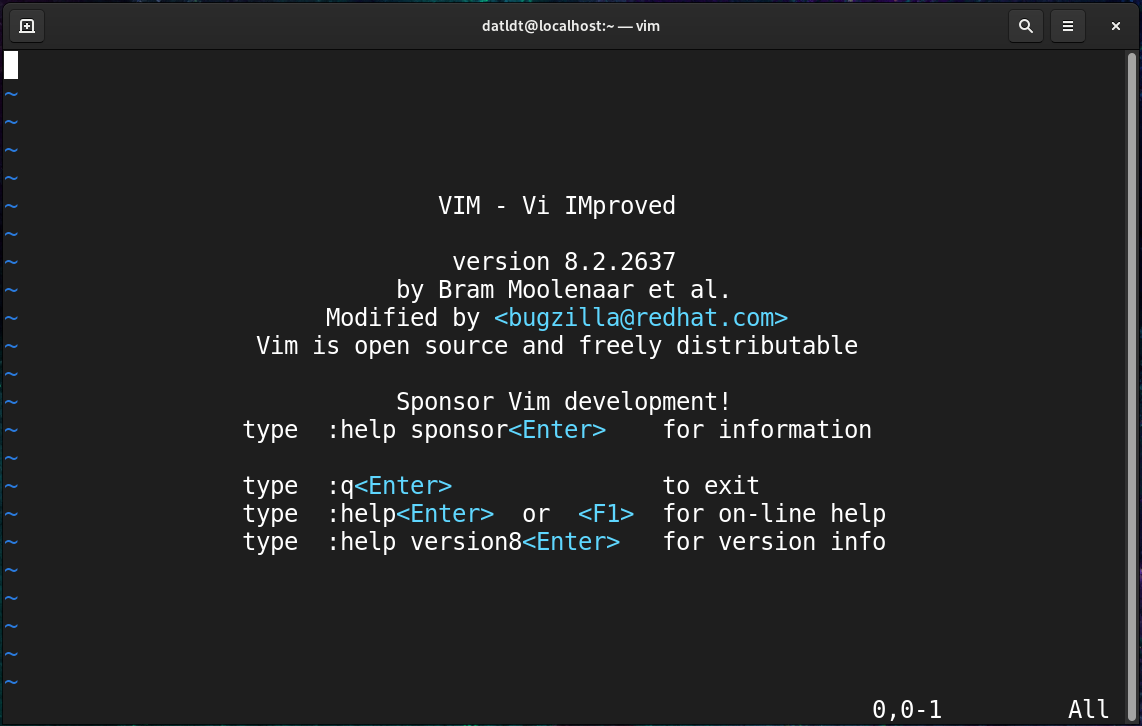 datldt@localhost:~ — vim
~
~
~
~
~ VIM - Vi IMproved
~
~ version 8.2.2637
~ by Bram Moolenaar et al.
~ Modified by <bugzilla@redhat.com>
~ Vim is open source and freely distributable
~
~ Sponsor Vim development!
~ type  :help sponsor<Enter>    for information
~
~ type  :q<Enter>               to exit
~ type  :help<Enter>  or  <F1>  for on-line help
~ type  :help version8<Enter>   for version info
~
~
~
~
~
0,0-1         All